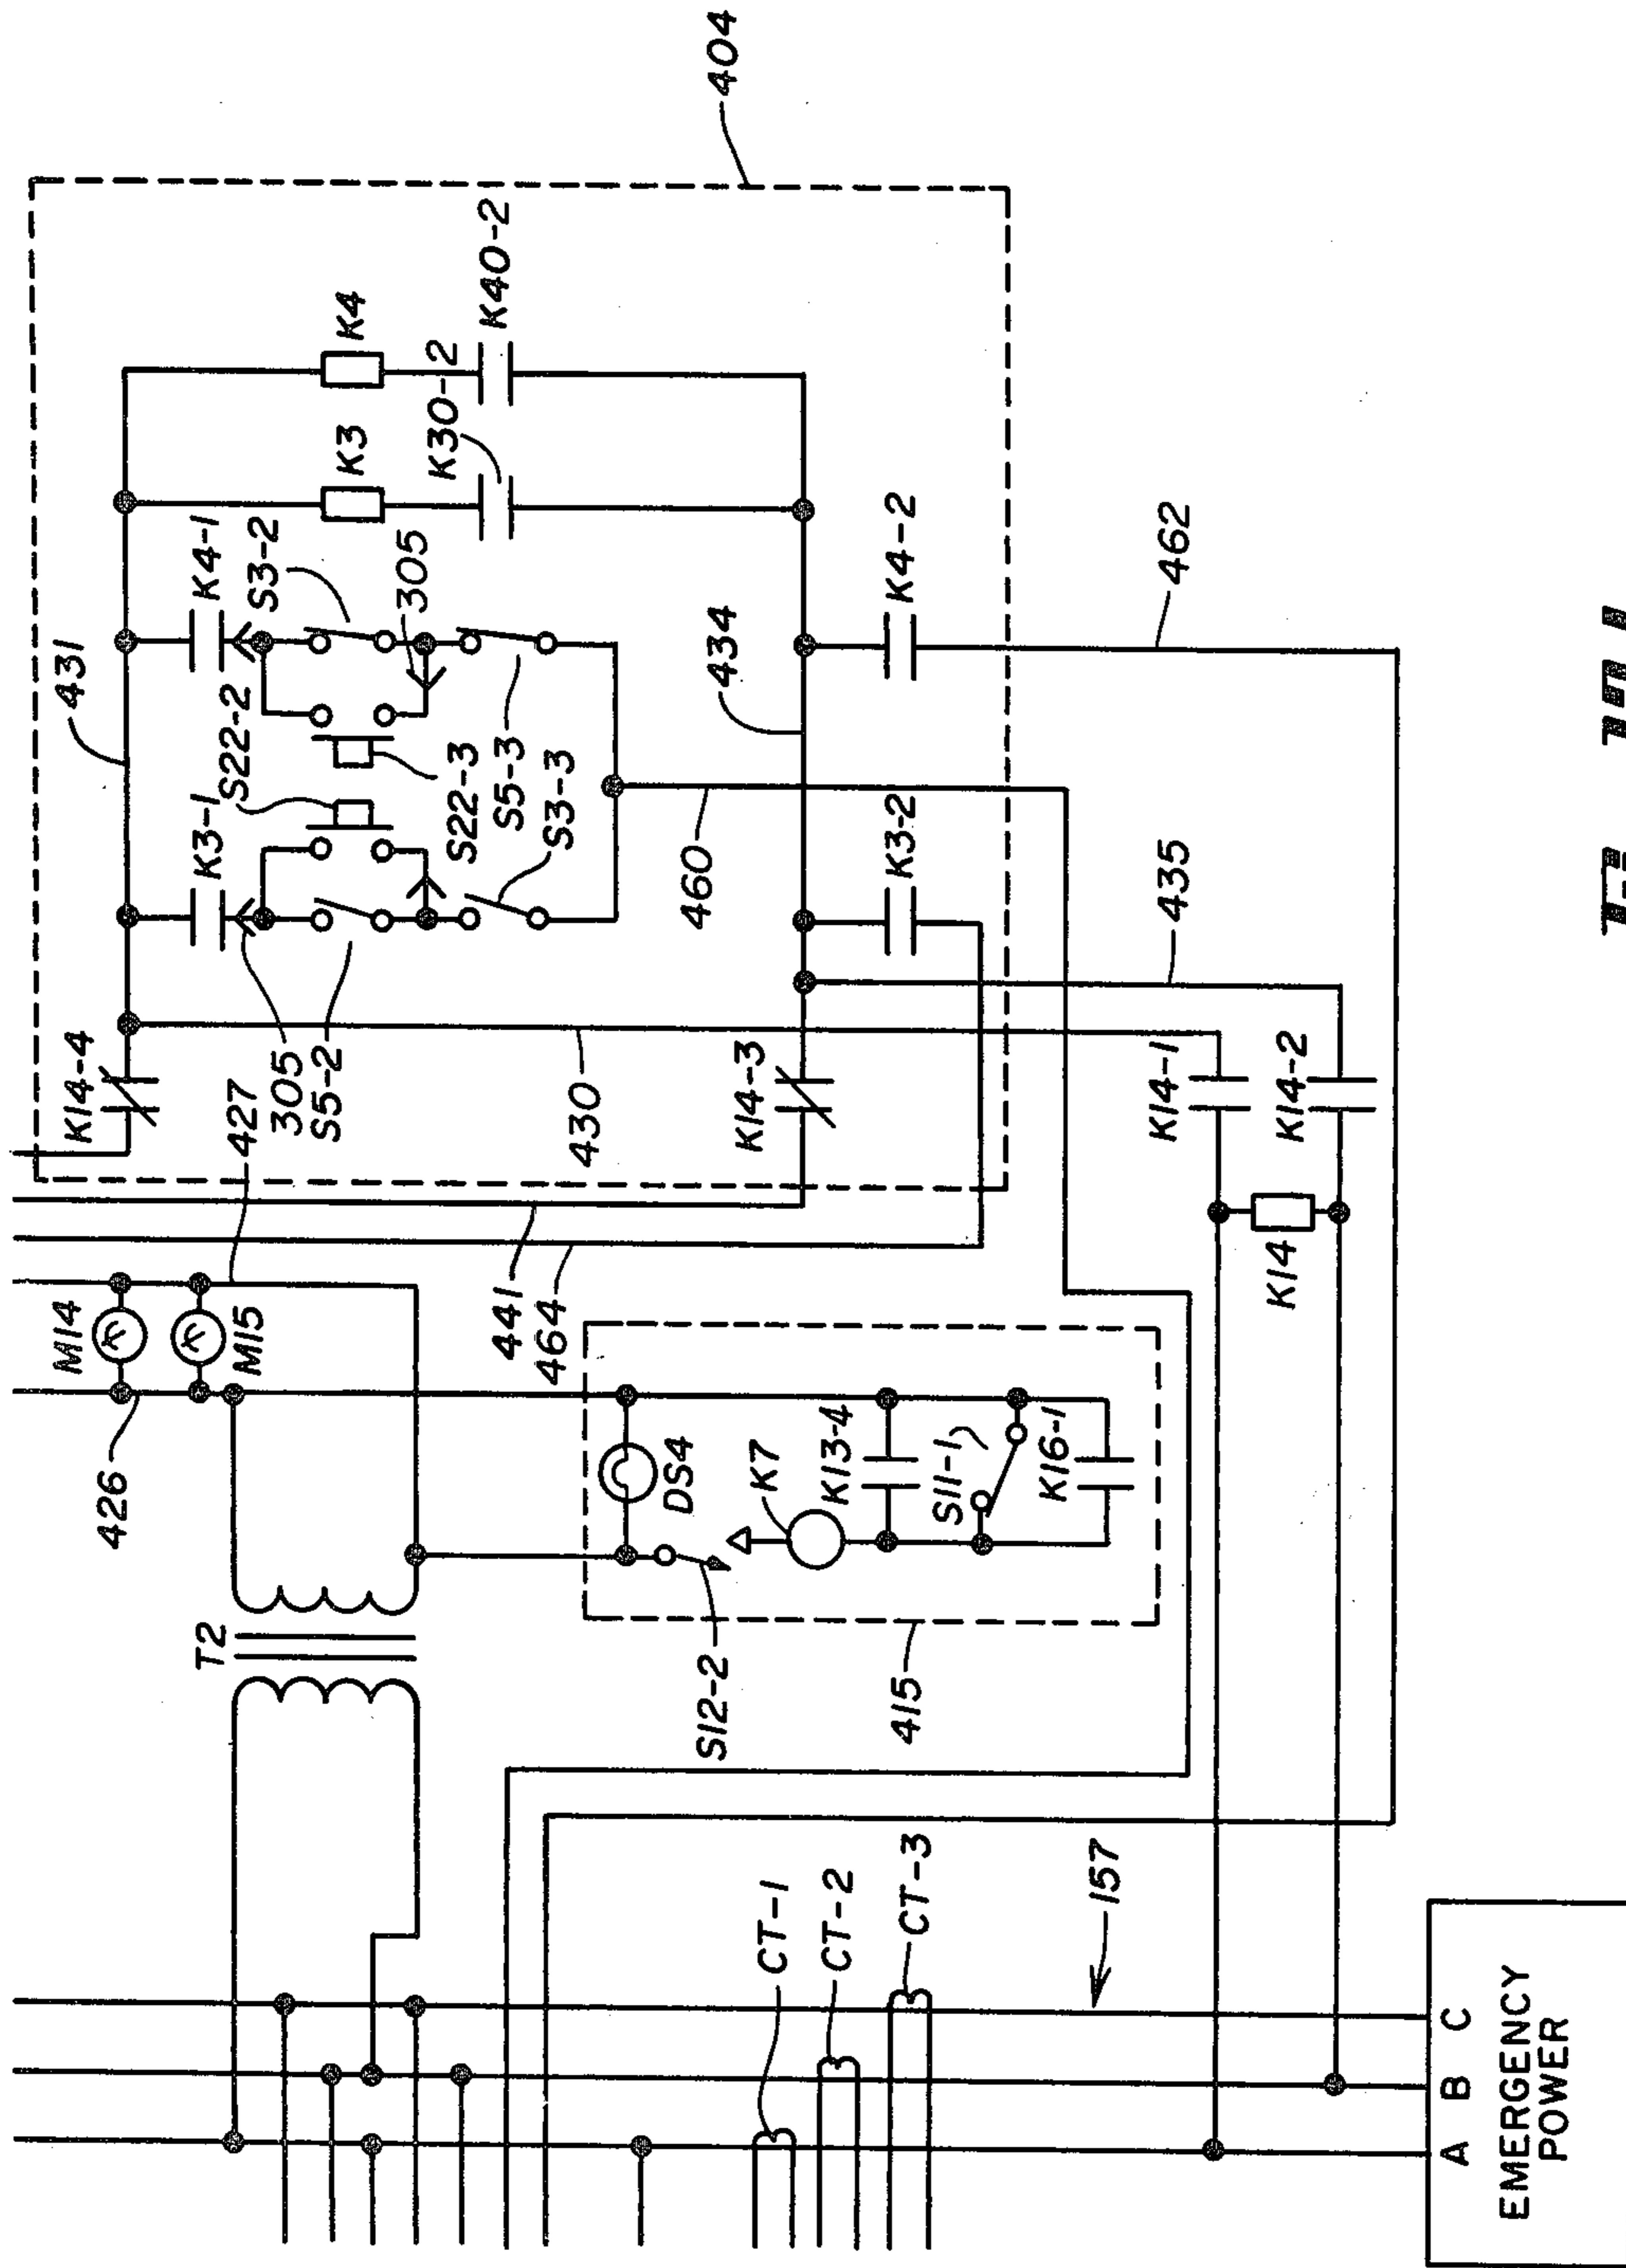 404
431
K4-1
S3-2
K3
K4
K30-2
K40-2
305
K14-4
K3-1
S22-2
427
305
S5-2
S22-3
S5-3
S3-3
434
K4-2
462
430
K14-3
460
K3-2
435
K14-1
K14-2
K14
M14
M15
441
464
426
T2
DS4
K7
K13-4
S11-1
K16-1
S12-2
415
CT-1
CT-2
CT-3
157
A B C
EMERGENCY
POWER